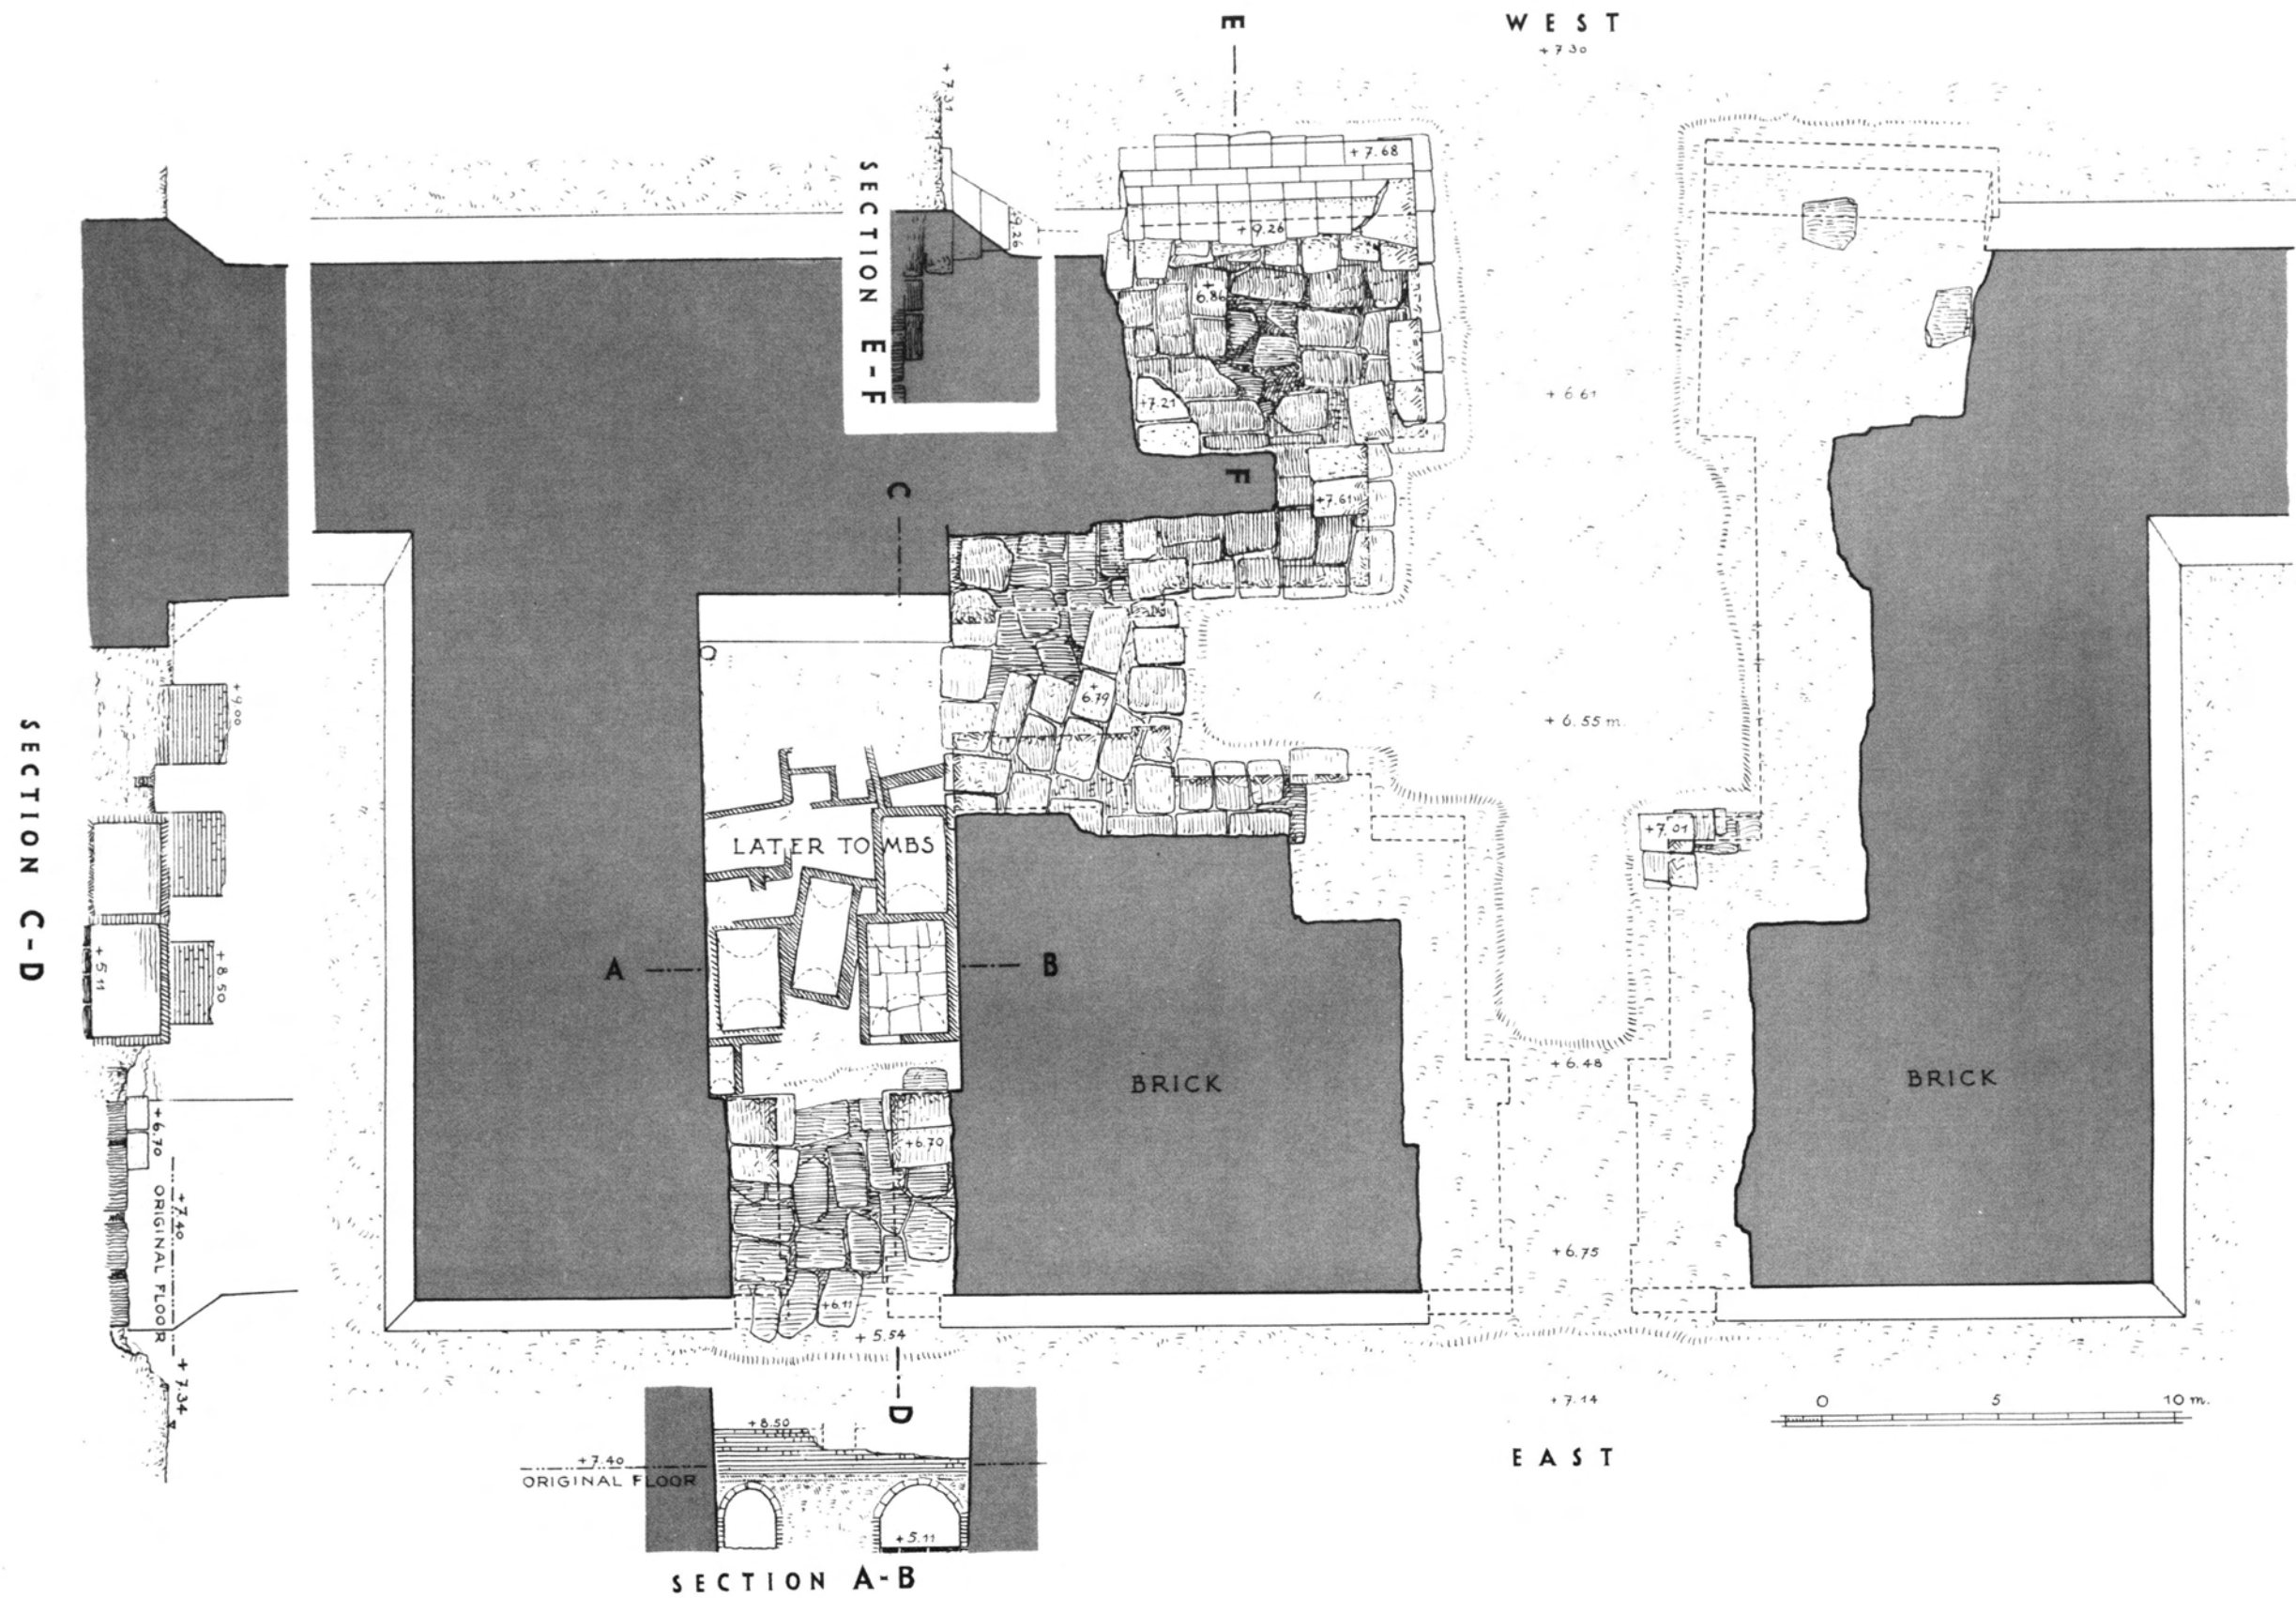 E
WEST
+ 7 30
+ 7.31
SECTION E-F
9.26
+ 7.68
+ 9.26
+ 6.86
+ 7.21
+ 6 61
C
F
+7.61
+ 6.79
+ 6.55 m.
+ 9 00
SECTION C-D
LATER TOMBS
+7.01
A
B
+ 5 11
+ 8 50
BRICK
BRICK
+ 6.48
+ 6.70
+6.70
ORIGINAL FLOOR
+ 7.40
+ 6.75
+6.11
+ 5.54
+ 7.34
D
+ 7.14
0 5 10 m.
+8.50
+7.40
ORIGINAL FLOOR
EAST
+ 5.11
SECTION A-B